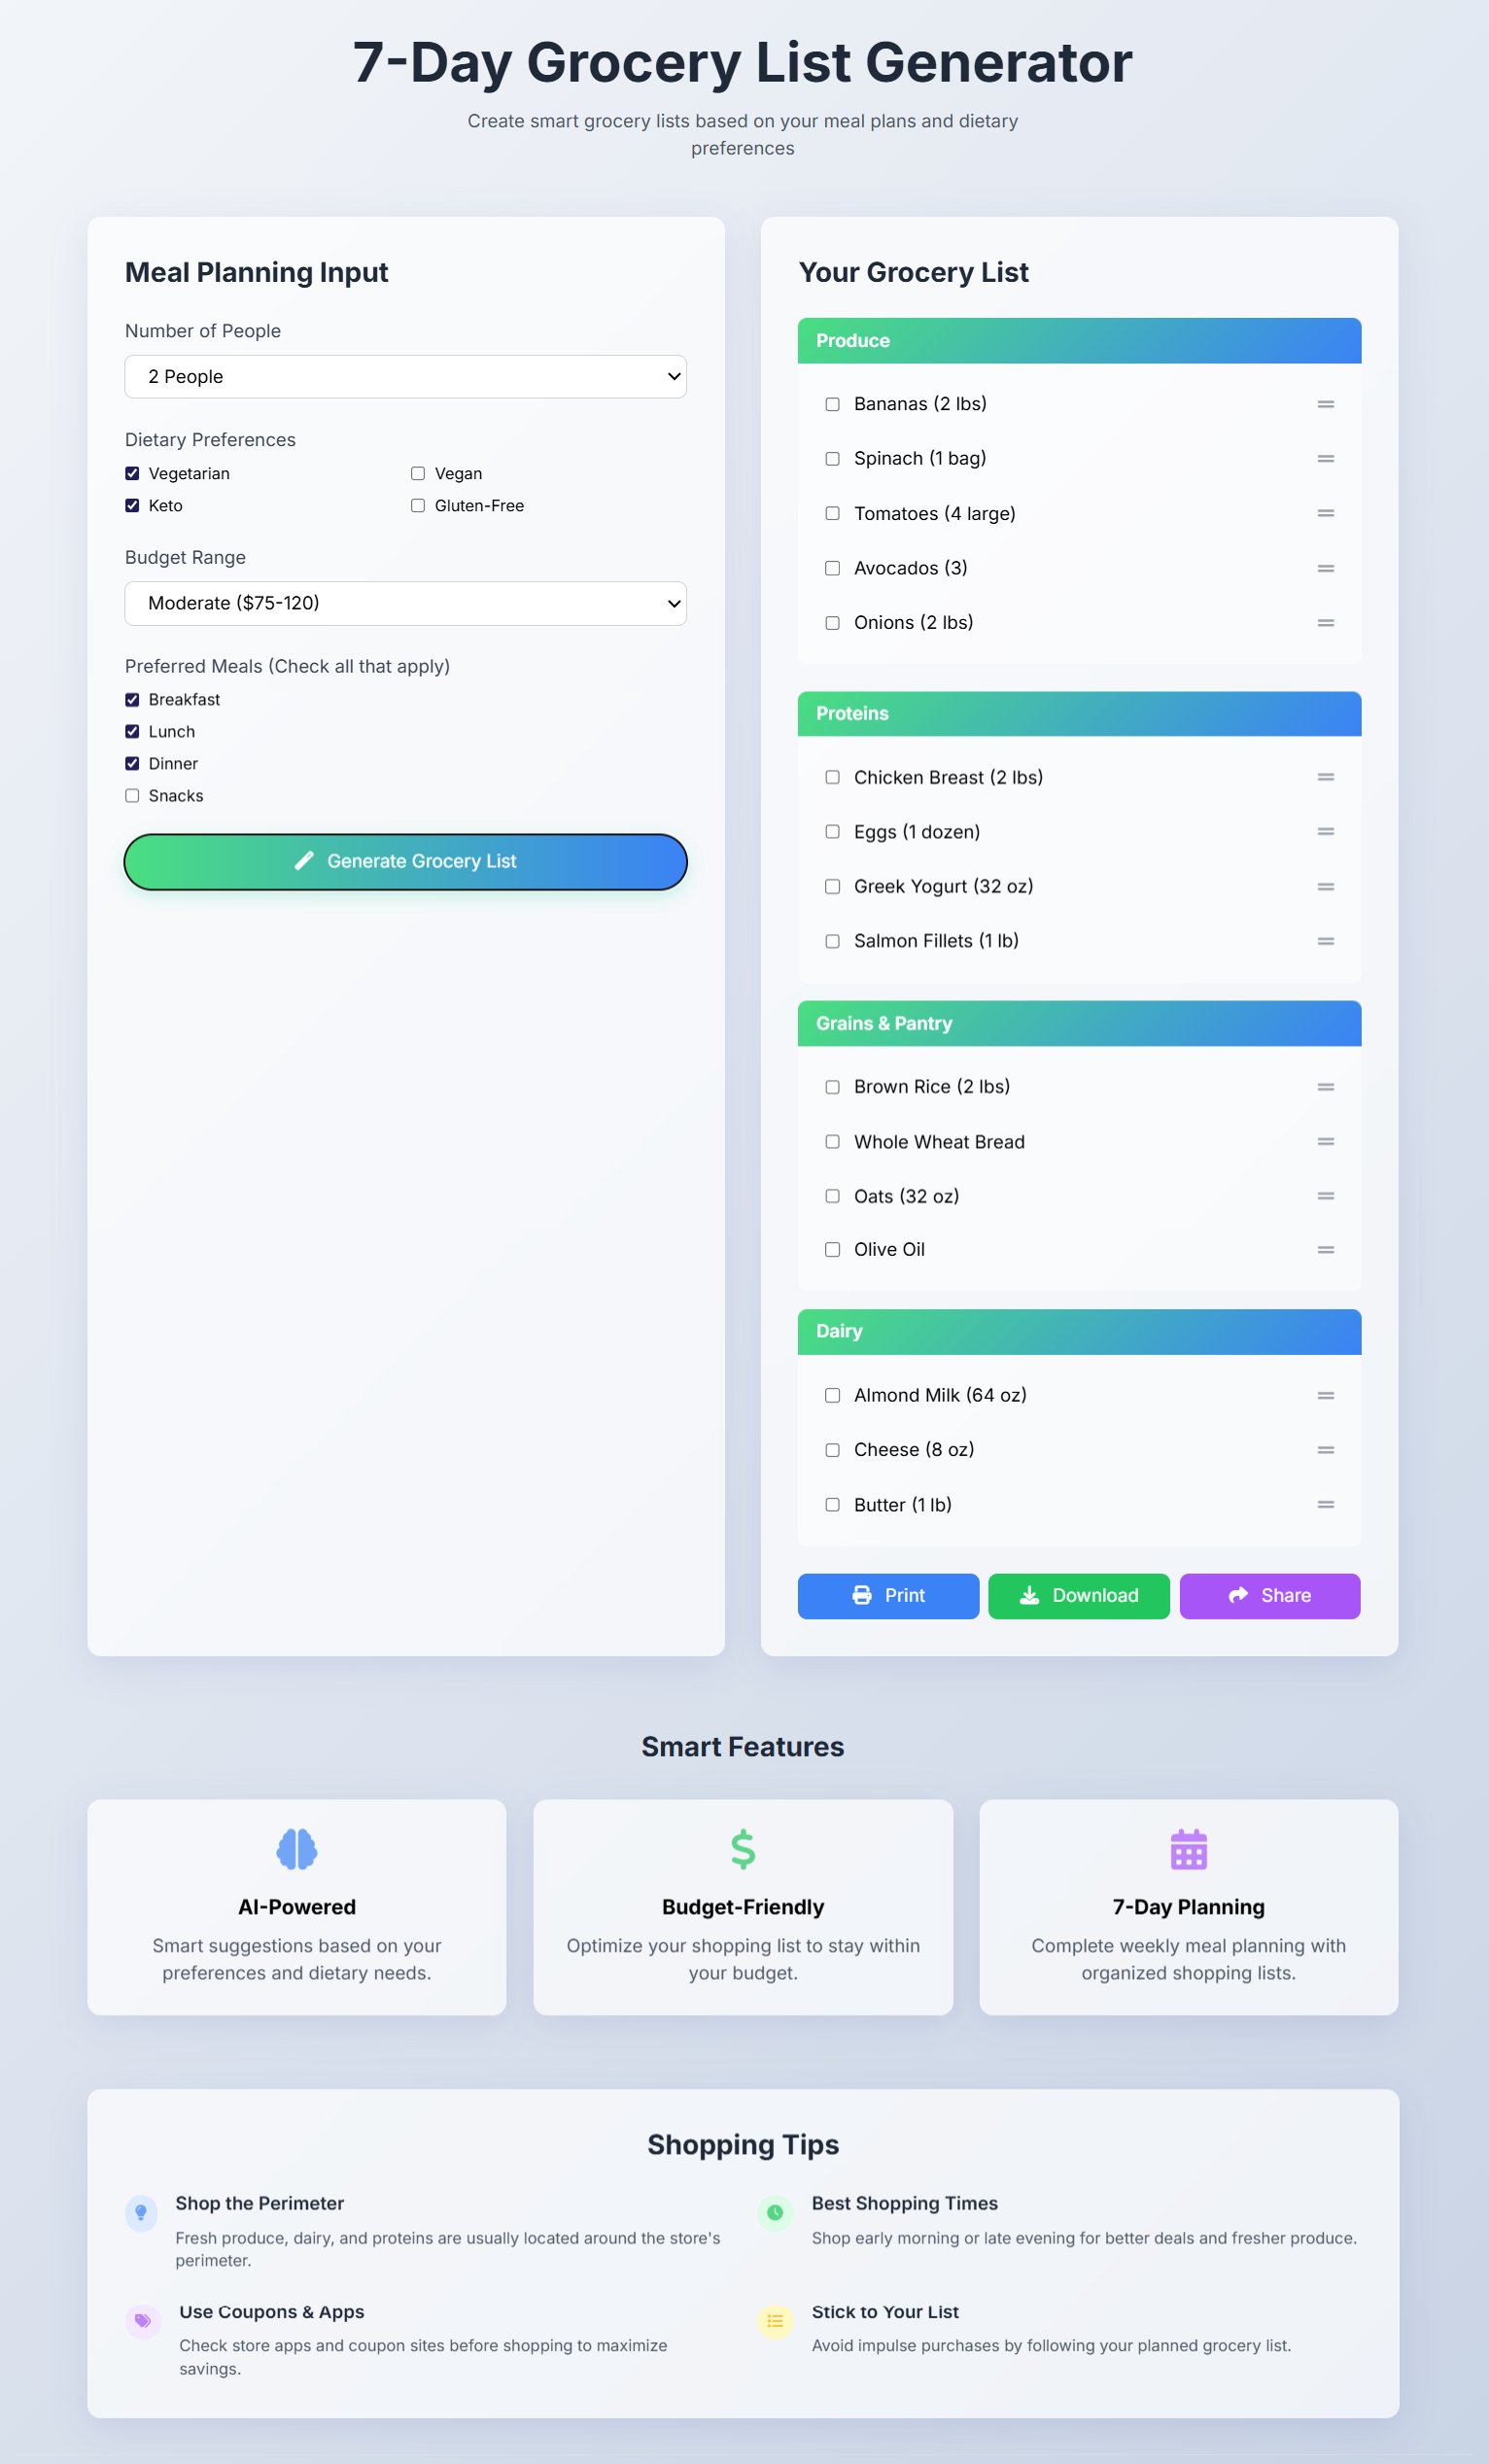 7-Day Grocery List Generator
Create smart grocery lists based on your meal plans and dietary
preferences
Meal Planning Input
Number of People
2 People
Dietary Preferences
Vegetarian
Vegan
Keto
Gluten-Free
Budget Range
Moderate ($75-120)
Preferred Meals (Check all that apply)
Breakfast
Lunch
Dinner
Snacks
Generate Grocery List
Your Grocery List
Produce
Bananas (2 lbs)
Spinach (1 bag)
Tomatoes (4 large)
Avocados (3)
Onions (2 lbs)
Proteins
Chicken Breast (2 lbs)
Eggs (1 dozen)
Greek Yogurt (32 oz)
Salmon Fillets (1 lb)
Grains & Pantry
Brown Rice (2 lbs)
Whole Wheat Bread
Oats (32 oz)
Olive Oil
Dairy
Almond Milk (64 oz)
Cheese (8 oz)
Butter (1 lb)
Print
Download
Share
Smart Features
AI-Powered
Smart suggestions based on your
preferences and dietary needs.
Budget-Friendly
Optimize your shopping list to stay within
your budget.
7-Day Planning
Complete weekly meal planning with
organized shopping lists.
Shopping Tips
Shop the Perimeter
Fresh produce, dairy, and proteins are usually located around the store's
perimeter.
Best Shopping Times
Shop early morning or late evening for better deals and fresher produce.
Use Coupons & Apps
Check store apps and coupon sites before shopping to maximize
savings.
Stick to Your List
Avoid impulse purchases by following your planned grocery list.